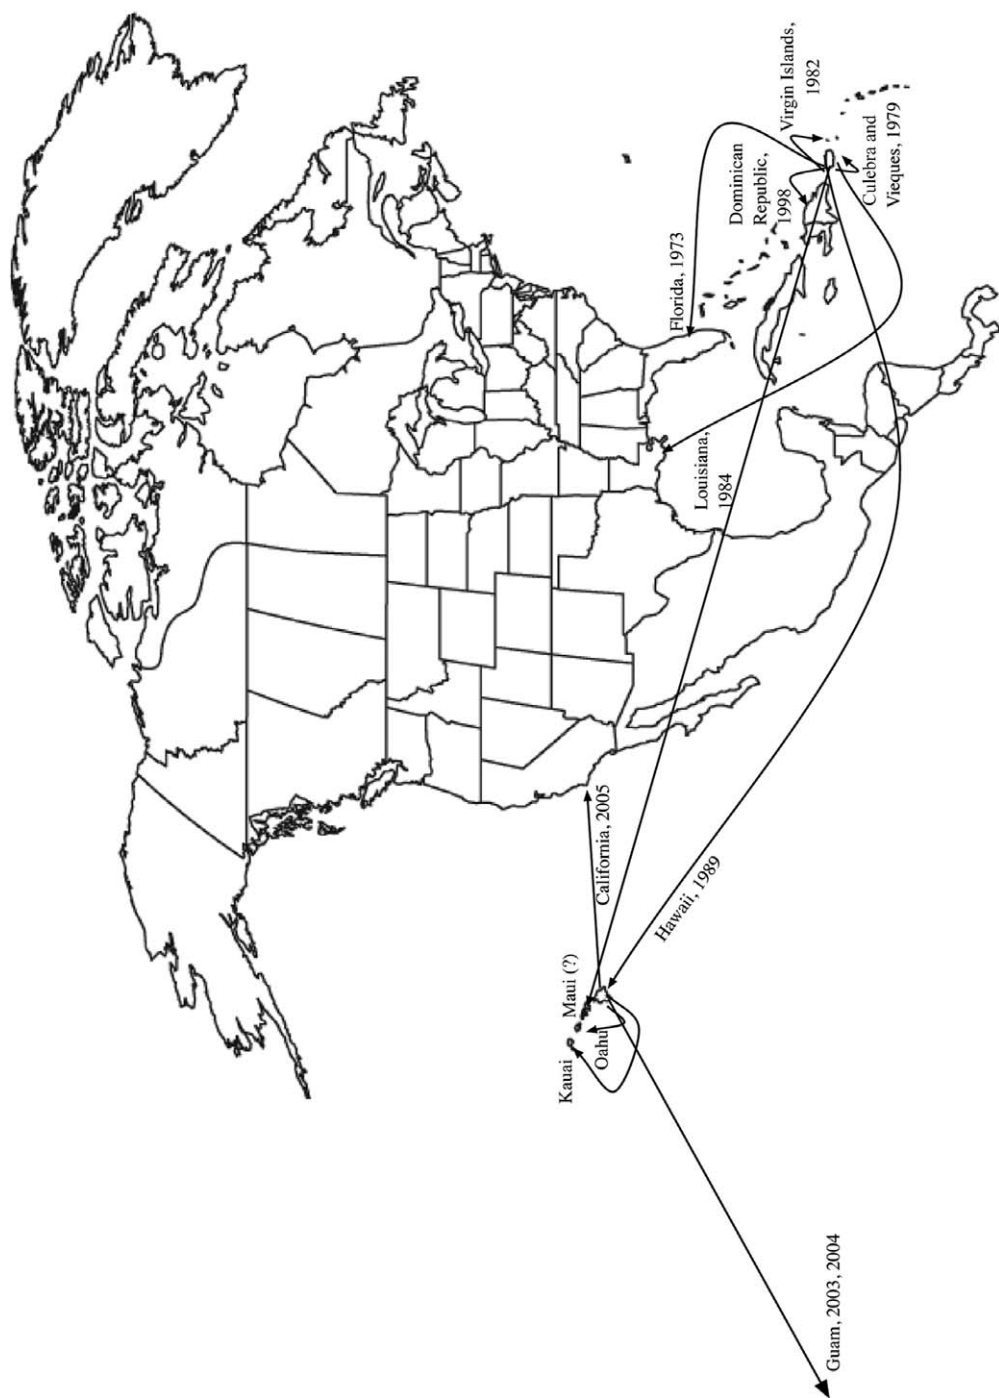 Virgin Islands,
1982
Dominican
Republic,
1998
Culebra and
Vieques, 1979
Florida, 1973
Louisiana,
1984
California, 2005
Hawaii, 1989
Maui (?)
Oahu
Kauai
Guam, 2003, 2004